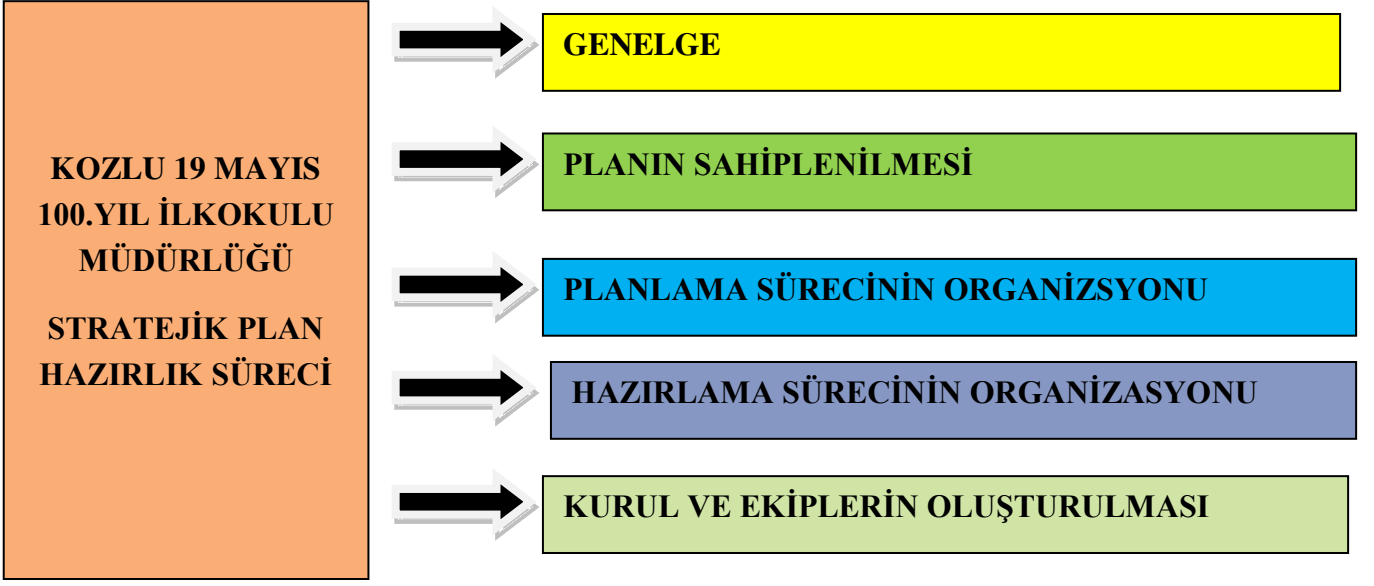 KOZLU 19 MAYIS
100.YIL İLKOKULU
MÜDÜRLÜĞÜ
STRATEJİK PLAN
HAZIRLIK SÜRECİ
GENELGE
PLANIN SAHİPLENİLMESİ
PLANLAMA SÜRECİNİN ORGANİZSYONU
HAZIRLAMA SÜRECİNİN ORGANİZASYONU
KURUL VE EKİPLERİN OLUŞTURULMASI